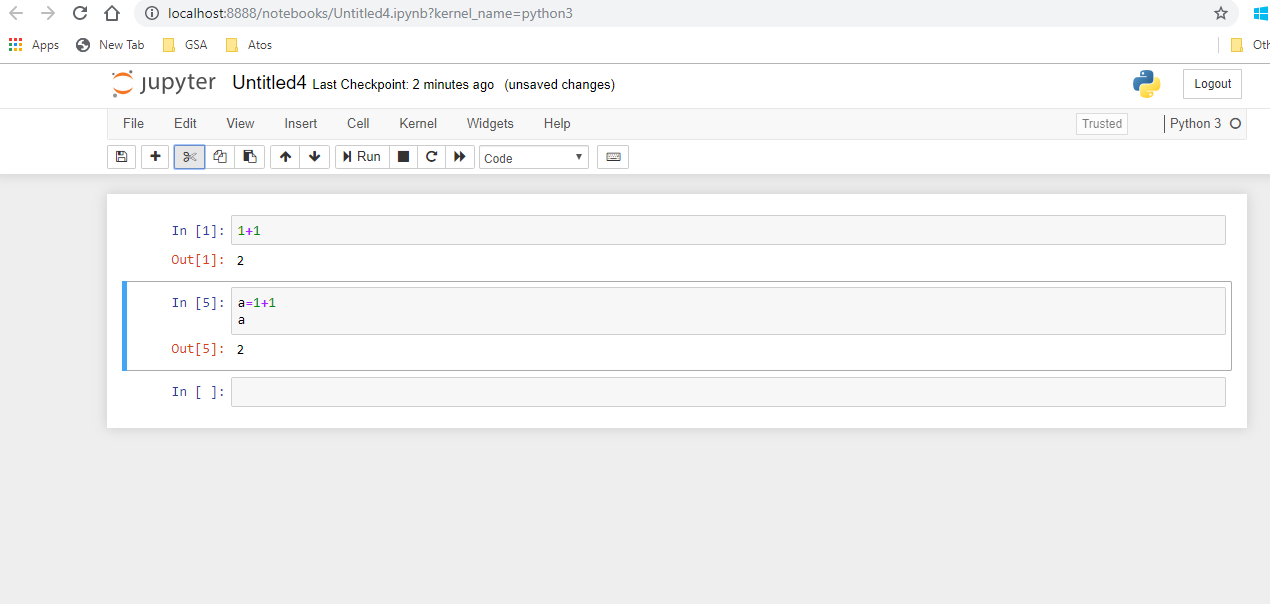 localhost:8888/notebooks/Untitled4.ipynb?kernel_name=python3
Apps New Tab GSA Atos Oth
jupyter Untitled4 Last Checkpoint: 2 minutes ago (unsaved changes) Logout
File Edit View Insert Cell Kernel Widgets Help Trusted Python 3
Run Code
In [1]: 1+1
Out[1]: 2
In [5]: a=1+1
a
Out[5]: 2
In [ ]: